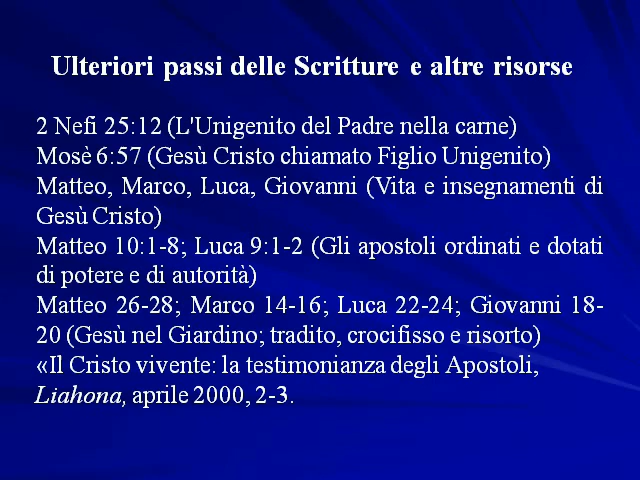 Ulteriori passi delle Scritture e altre risorse
2 Nefi 25:12 (L'Unigenito del Padre nella carne)
Mosè 6:57 (Gesù Cristo chiamato Figlio Unigenito)
Matteo, Marco, Luca, Giovanni (Vita e insegnamenti di
Gesù Cristo)
Matteo 10:1-8; Luca 9:1-2 (Gli apostoli ordinati e dotati
di potere e di autorità)
Matteo 26-28; Marco 14-16; Luca 22-24; Giovanni 18-
20 (Gesù nel Giardino; tradito, crocifisso e risorto)
«Il Cristo vivente: la testimonianza degli Apostoli,
Liahona, aprile 2000, 2-3.